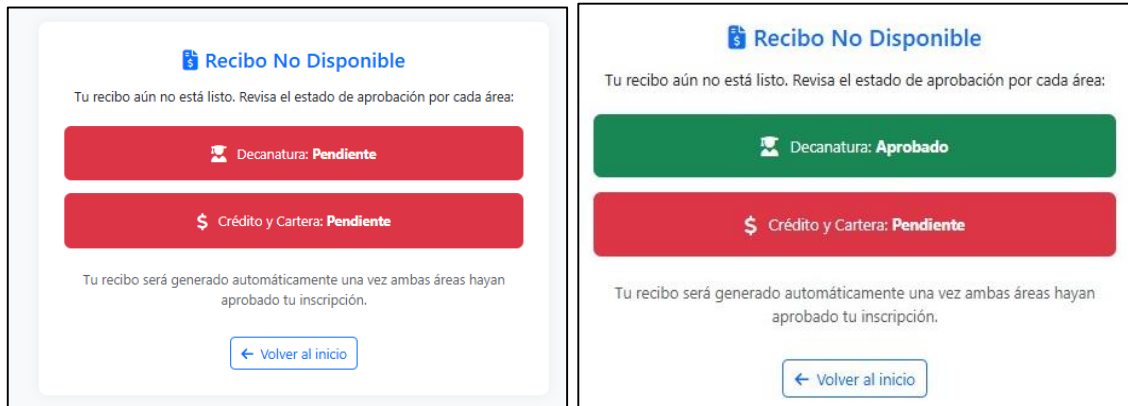 Recibo No Disponible
Tu recibo aún no está listo. Revisa el estado de aprobación por cada área:
Decanatura: Pendiente
Crédito y Cartera: Pendiente
Tu recibo será generado automáticamente una vez ambas áreas hayan
aprobado tu inscripción.
Volver al inicio
Recibo No Disponible
Tu recibo aún no está listo. Revisa el estado de aprobación por cada área:
Decanatura: Aprobado
Crédito y Cartera: Pendiente
Tu recibo será generado automáticamente una vez ambas áreas hayan
aprobado tu inscripción.
Volver al inicio